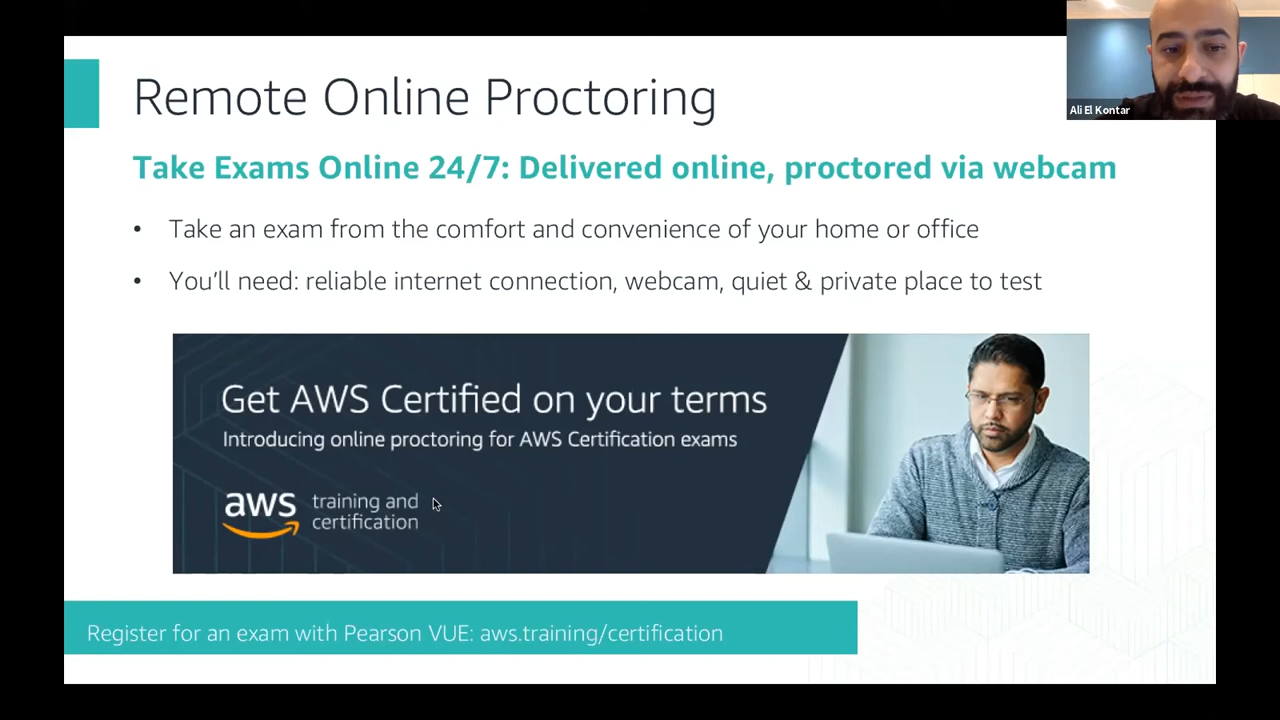 Remote Online Proctoring
Ali El Kontar
Take Exams Online 24/7: Delivered online, proctored via webcam
• Take an exam from the comfort and convenience of your home or office
• You’ll need: reliable internet connection, webcam, quiet & private place to test
Get AWS Certified on your terms
Introducing online proctoring for AWS Certification exams
aws training and
certification
Register for an exam with Pearson VUE: aws.training/certification